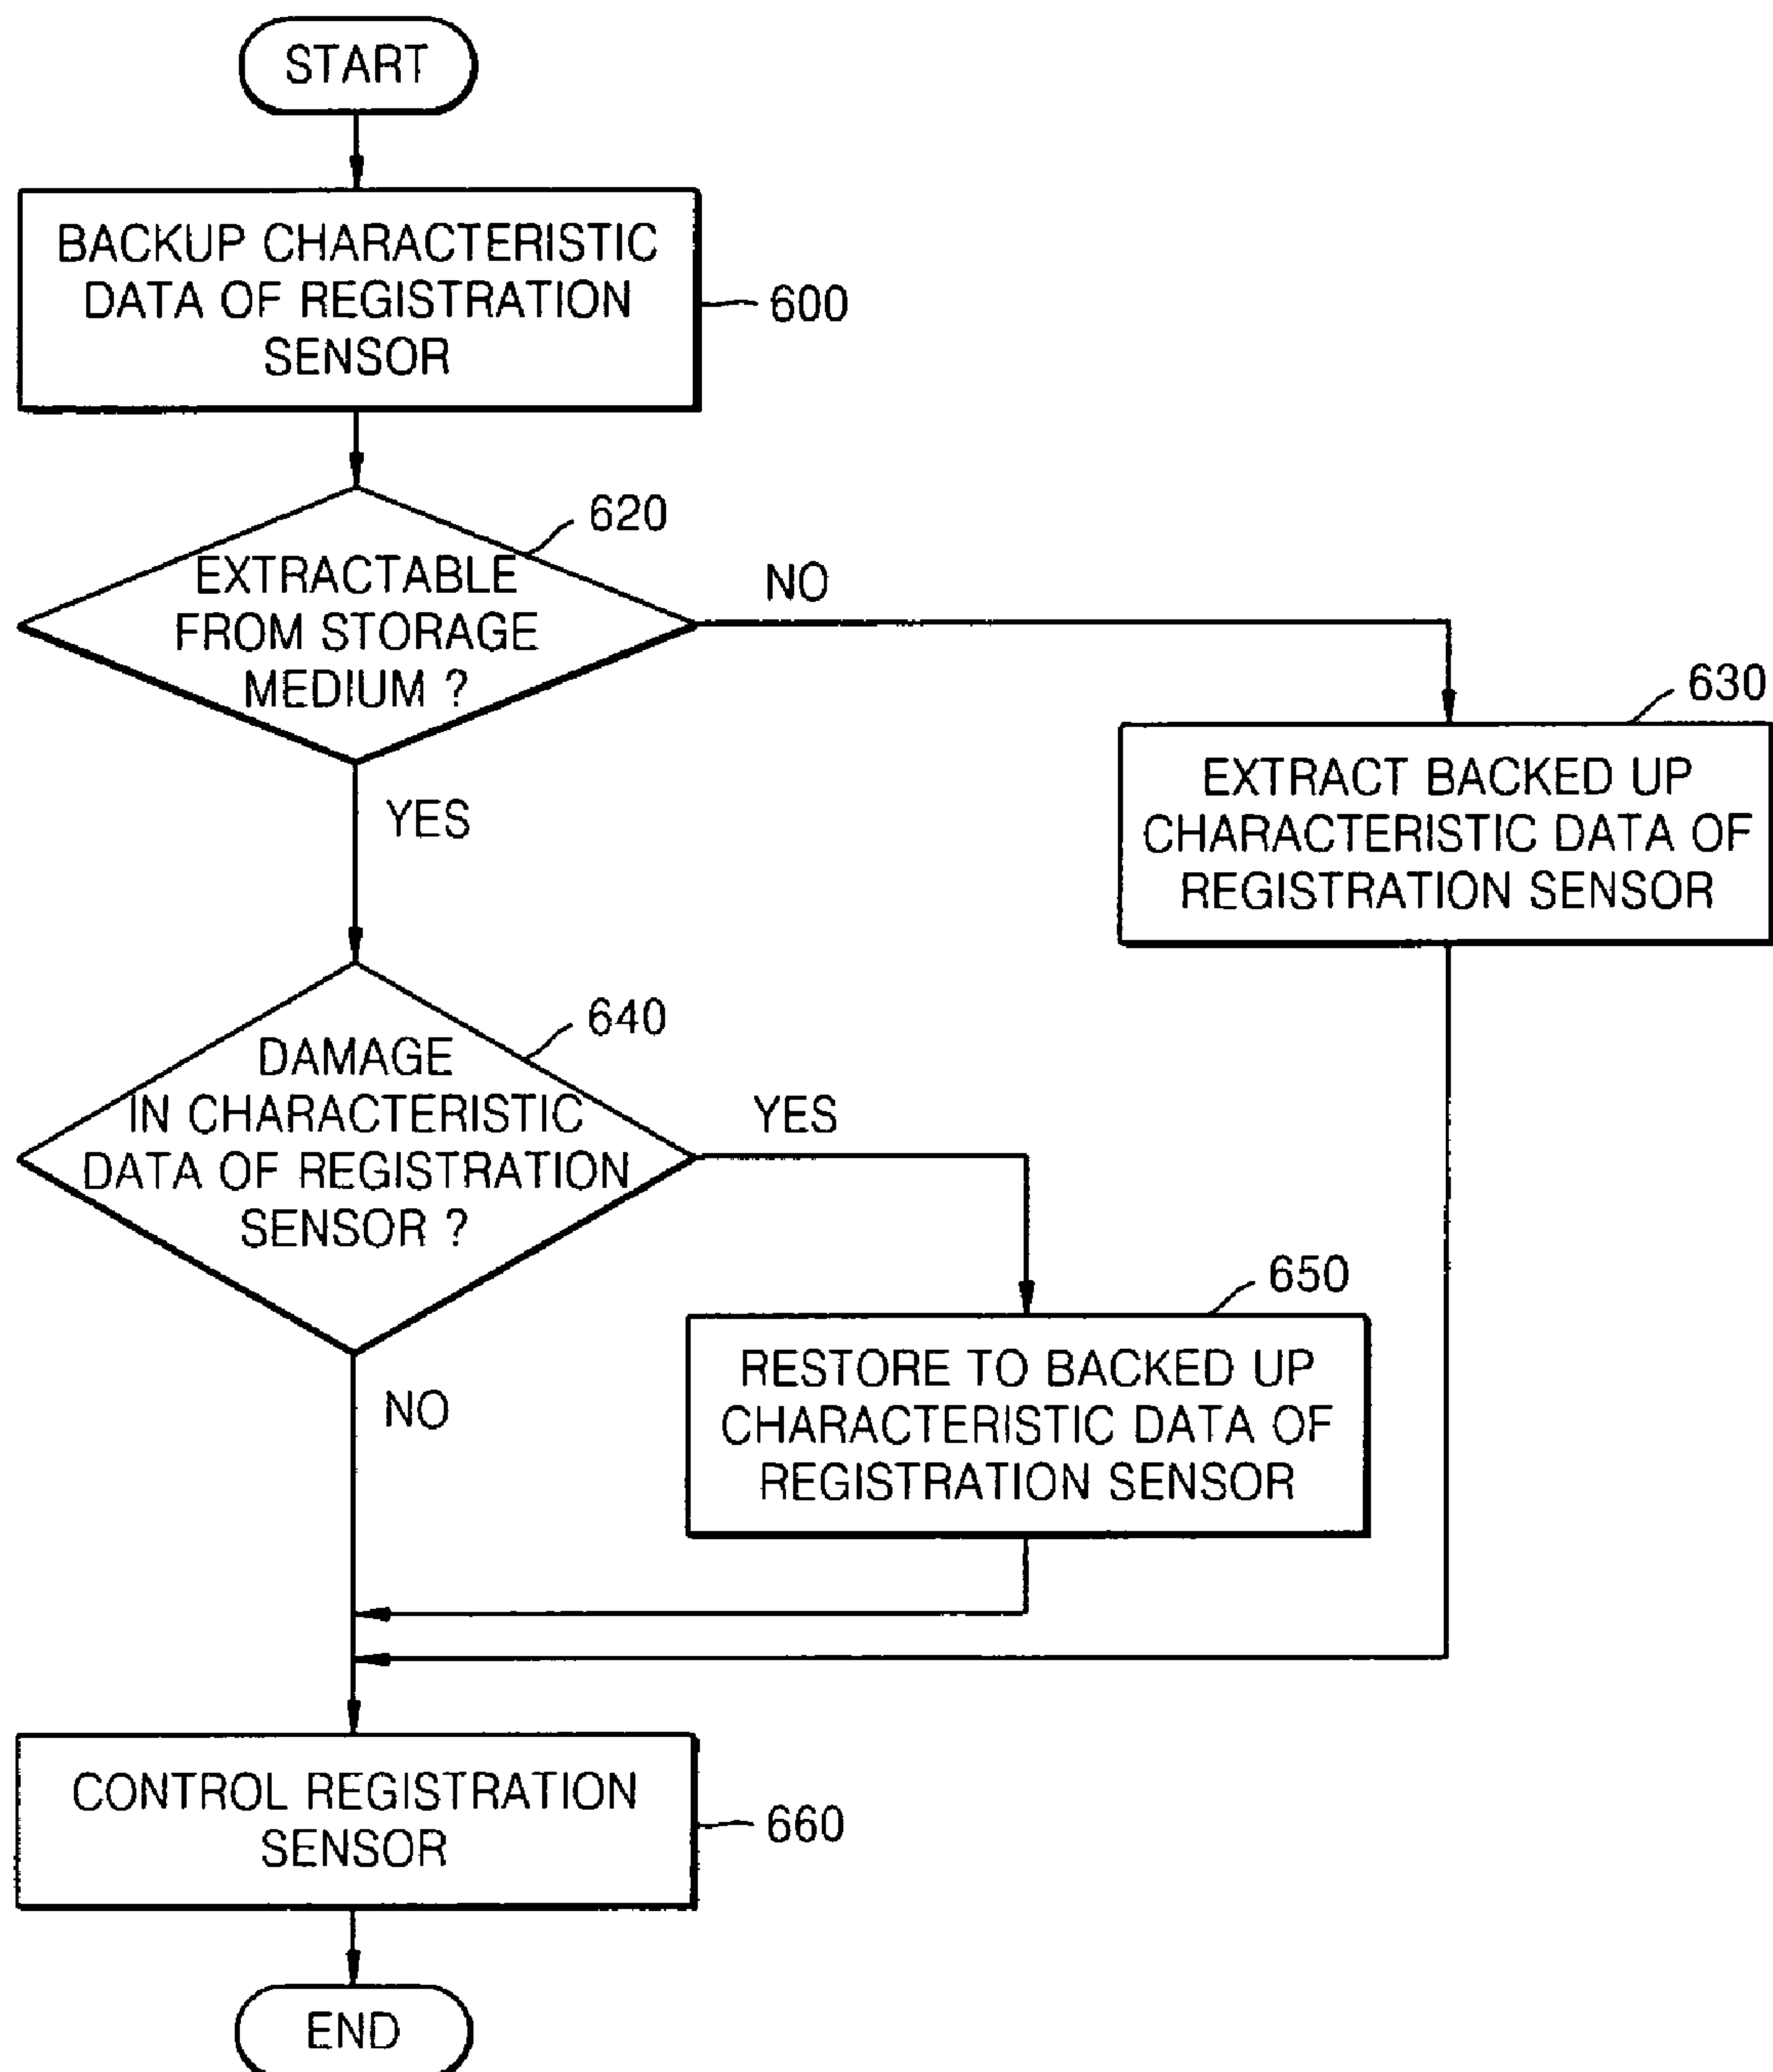 START
BACKUP CHARACTERISTIC
DATA OF REGISTRATION
SENSOR
600
620
EXTRACTABLE
FROM STORAGE
MEDIUM ?
NO
YES
630
EXTRACT BACKED UP
CHARACTERISTIC DATA OF
REGISTRATION SENSOR
640
DAMAGE
IN CHARACTERISTIC
DATA OF REGISTRATION
SENSOR ?
YES
NO
650
RESTORE TO BACKED UP
CHARACTERISTIC DATA OF
REGISTRATION SENSOR
CONTROL REGISTRATION
SENSOR
660
END